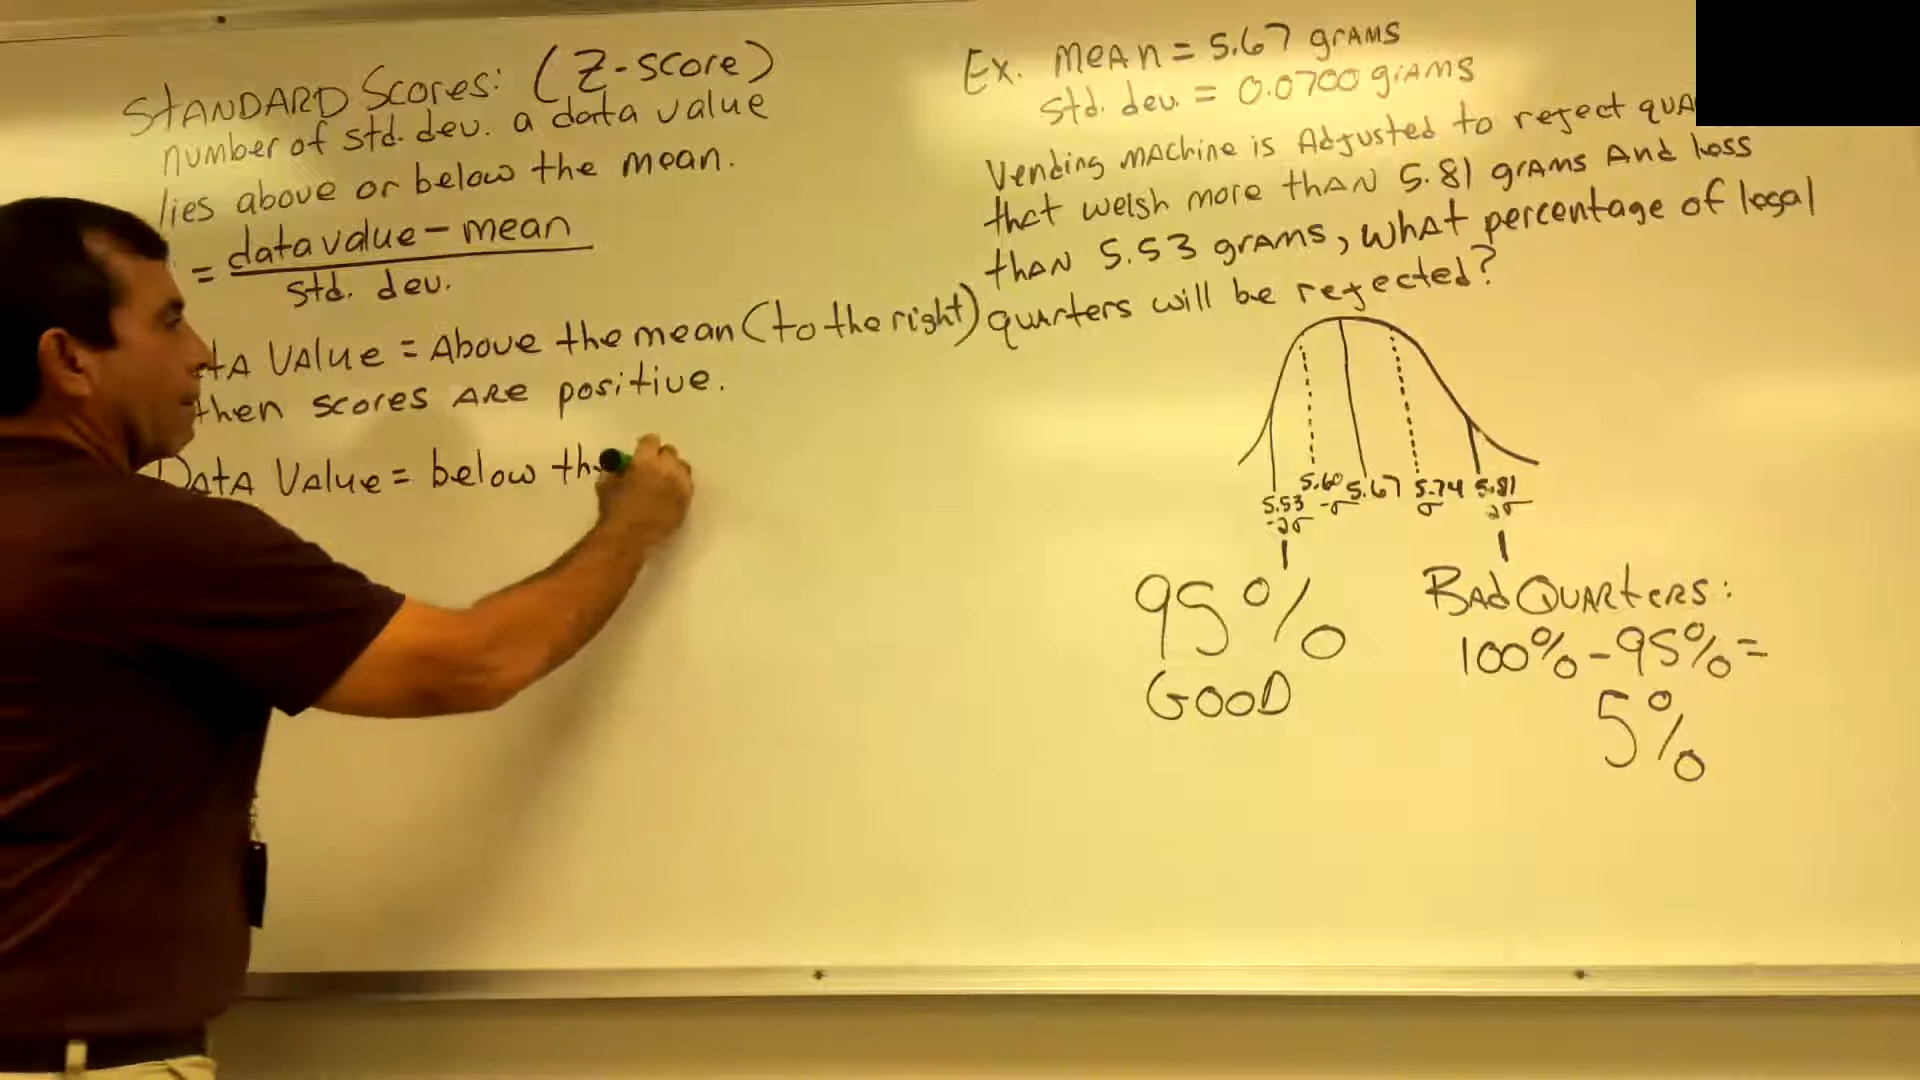 STANDARD Scores: (Z-score)
number of std. dev. a data value
lies above or below the mean.
= data value - mean
std. dev.
VAlue = Above the mean (to the right)
then scores ARe positive.
DAtA VAlue = below
Ex. meAn = 5.67 grAms
std. dev. = 0.0700 grams
Vending mAchine is Adjusted to reject
that weigh more thAn 5.81 grAms And less
thAn 5.53 grAms, whAt percentage of legal
quarters will be rejected?
5.53 5.60 5.67 5.74 5.81
-2σ -σ σ 2σ
95%
GOOD
BAd QUARters:
100% - 95% =
5%